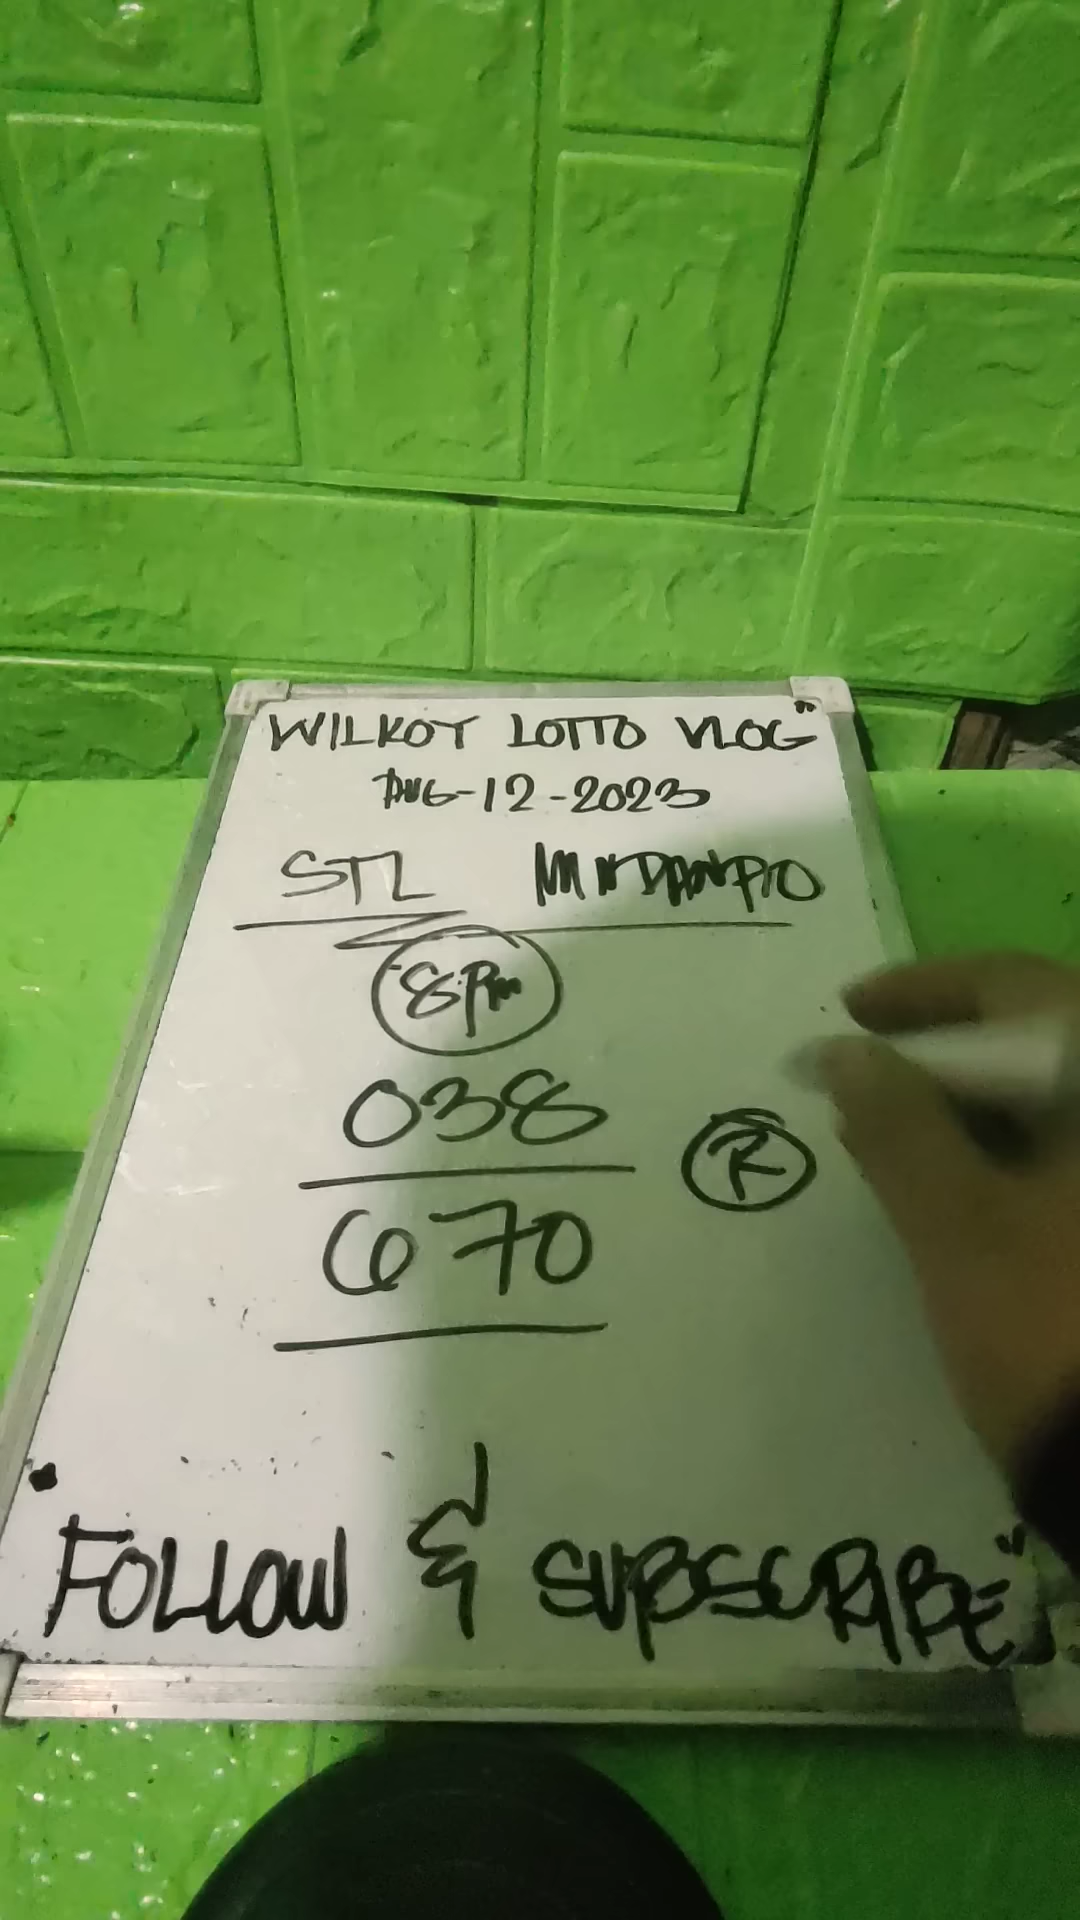 WILKOY LOTTO VLOG"
AUG-12-2023
STL MINDANAO
8Pm
038
R
670
"FOLLOW & SUBSCRIBE"